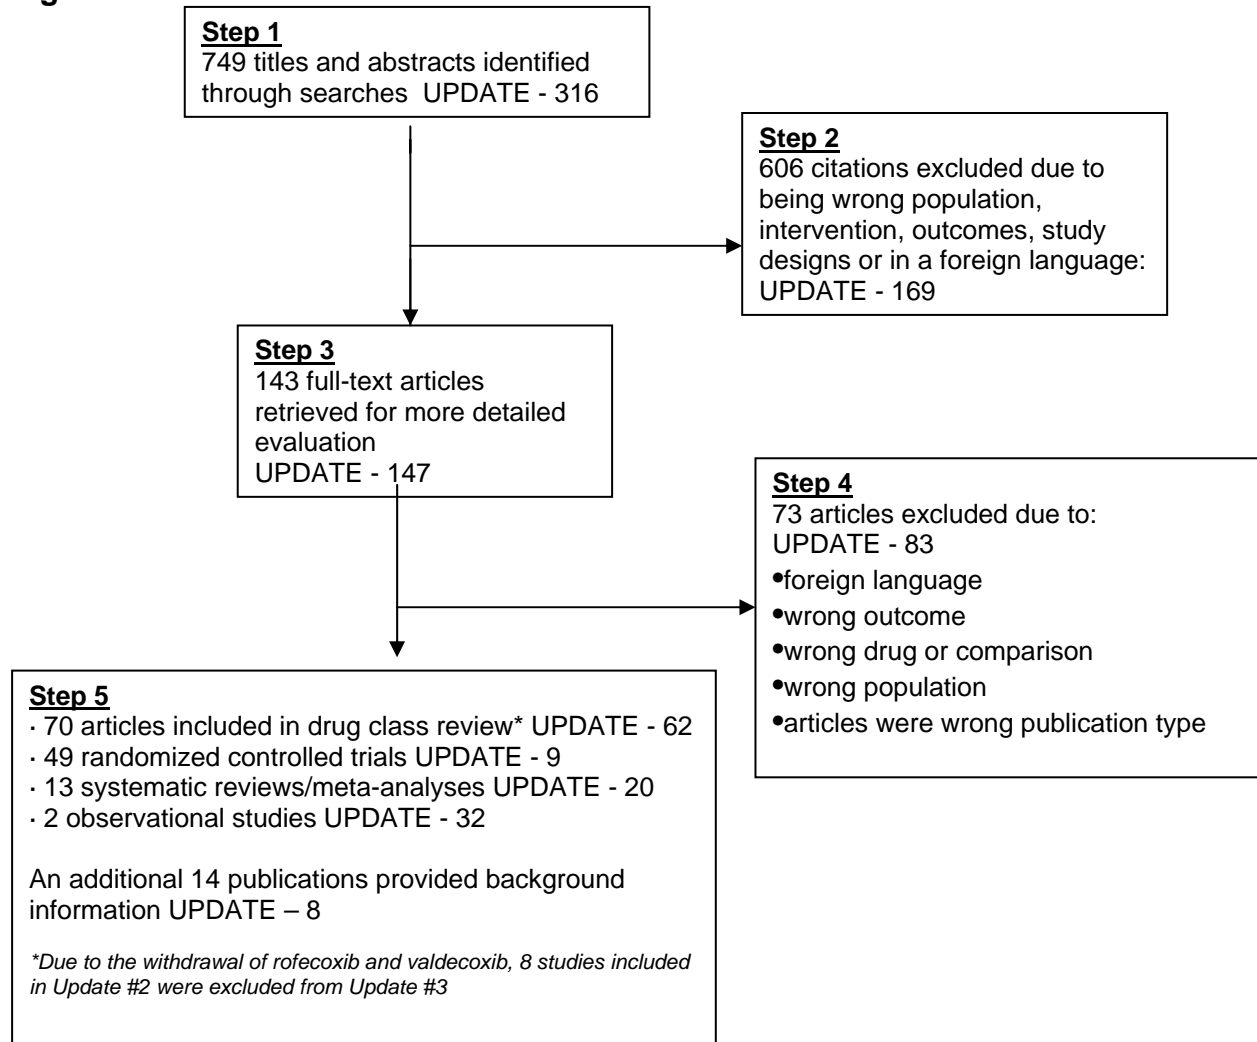 Step 1
749 titles and abstracts identified
through searches UPDATE - 316
Step 2
606 citations excluded due to
being wrong population,
intervention, outcomes, study
designs or in a foreign language:
UPDATE - 169
Step 3
143 full-text articles
retrieved for more detailed
evaluation
UPDATE - 147
Step 4
73 articles excluded due to:
UPDATE - 83
•foreign language
•wrong outcome
•wrong drug or comparison
•wrong population
•articles were wrong publication type
Step 5
· 70 articles included in drug class review* UPDATE - 62
· 49 randomized controlled trials UPDATE - 9
· 13 systematic reviews/meta-analyses UPDATE - 20
· 2 observational studies UPDATE - 32
An additional 14 publications provided background
information UPDATE – 8
*Due to the withdrawal of rofecoxib and valdecoxib, 8 studies included
in Update #2 were excluded from Update #3